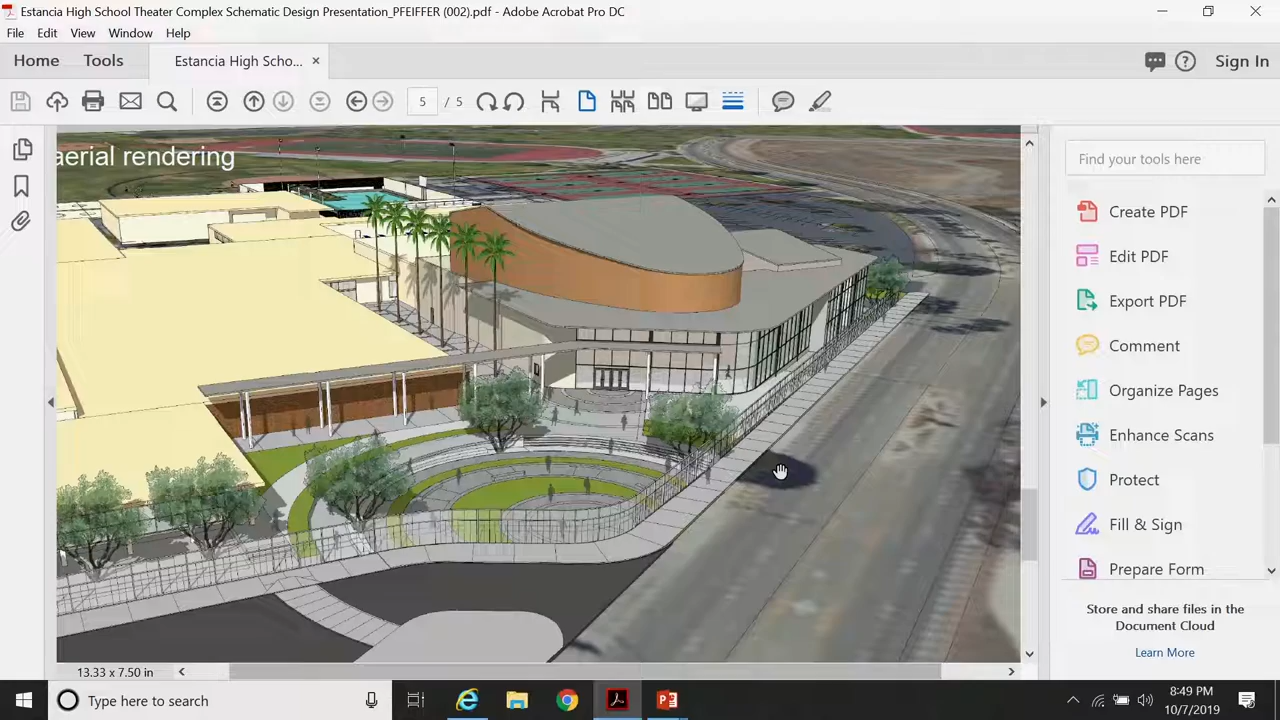 Estancia High School Theater Complex Schematic Design Presentation_PFEIFFER (002).pdf - Adobe Acrobat Pro DC
File Edit View Window Help
Home Tools Estancia High Scho... × Sign In
5 / 5
aerial rendering
Find your tools here
Create PDF
Edit PDF
Export PDF
Comment
Organize Pages
Enhance Scans
Protect
Fill & Sign
Prepare Form
Store and share files in the
Document Cloud
Learn More
13.33 x 7.50 in
Type here to search
8:49 PM
10/7/2019